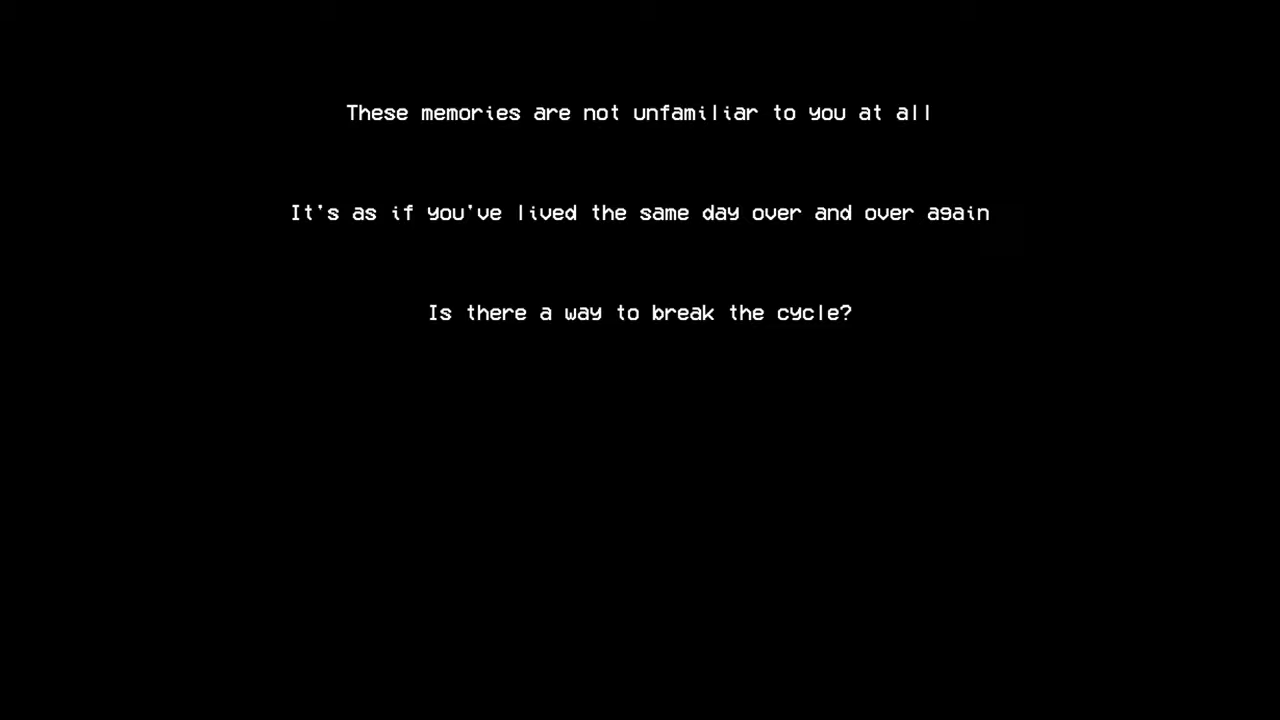 These memories are not unfamiliar to you at all
It's as if you've lived the same day over and over again
Is there a way to break the cycle?